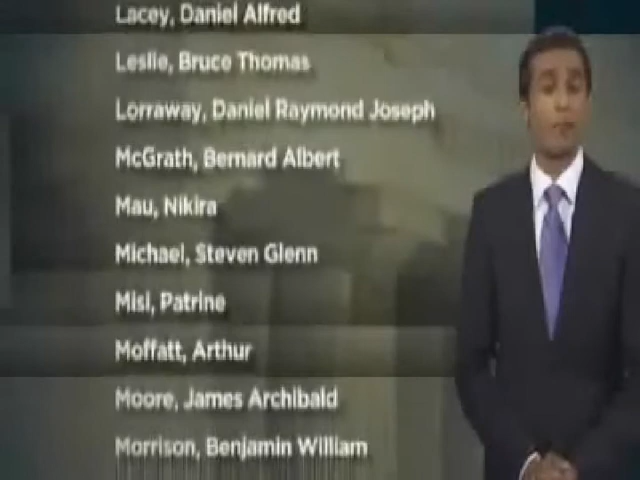 Lacey, Daniel Alfred
Leslie, Bruce Thomas
Lorraway, Daniel Raymond Joseph
McGrath, Bernard Albert
Mau, Nikira
Michael, Steven Glenn
Misi, Patrine
Moffatt, Arthur
Moore, James Archibald
Morrison, Benjamin William